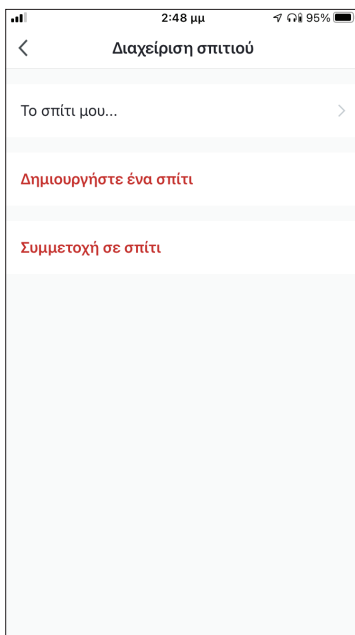 2:48 μμ 95%
Διαχείριση σπιτιού
Το σπίτι μου...
Δημιουργήστε ένα σπίτι
Συμμετοχή σε σπίτι